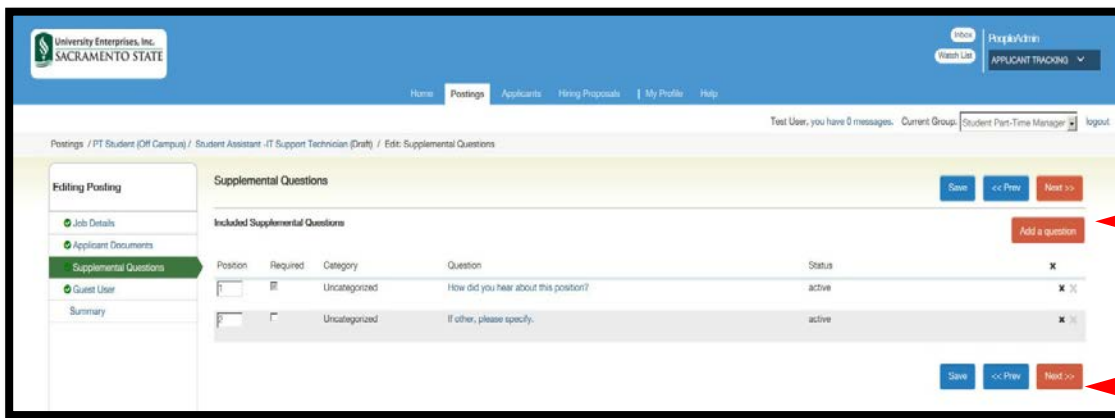 University Enterprises, Inc.
SACRAMENTO STATE
Inbox
Watch List
PeopleAdmin
APPLICANT TRACKING
Home Postings Applicants Hiring Proposals | My Profile Help
Test User, you have 0 messages. Current Group: Student Part-Time Manager logout
Postings / PT Student (Off Campus) / Student Assistant -IT Support Technician (Draft) / Edit: Supplemental Questions
Editing Posting
Job Details
Applicant Documents
Supplemental Questions
Guest User
Summary
Supplemental Questions
Save << Prev Next >>
Included Supplemental Questions
Add a question
Position Required Category Question Status x
1 Uncategorized How did you hear about this position? active x
2 Uncategorized If other, please specify. active x
Save << Prev Next >>